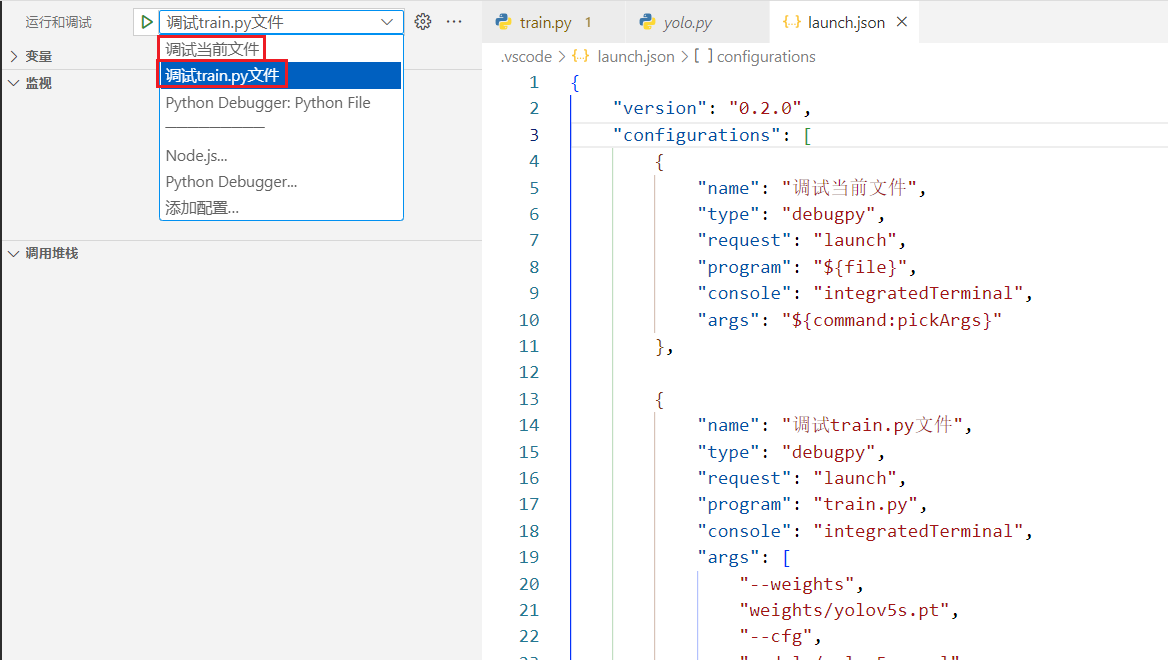 运行和调试
调试train.py文件
调试当前文件
调试train.py文件
Python Debugger: Python File
Node.js...
Python Debugger...
添加配置...
变量
监视
调用堆栈
train.py 1
yolo.py
launch.json
.vscode > launch.json > [ ] configurations
1 {
2 "version": "0.2.0",
3 "configurations": [
4 {
5 "name": "调试当前文件",
6 "type": "debugpy",
7 "request": "launch",
8 "program": "${file}",
9 "console": "integratedTerminal",
10 "args": "${command:pickArgs}"
11 },
12
13 {
14 "name": "调试train.py文件",
15 "type": "debugpy",
16 "request": "launch",
17 "program": "train.py",
18 "console": "integratedTerminal",
19 "args": [
20 "--weights",
21 "weights/yolov5s.pt",
22 "--cfg",